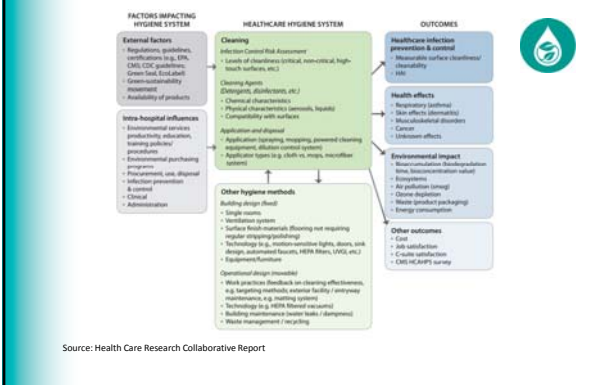 FACTORS IMPACTING
HYGIENE SYSTEM
External factors
• Regulations, guidelines,
certifications (e.g., EPA,
CMS, CDC guidelines;
Green Seal, EcoLabel)
• Green-sustainability
movement
• Availability of products
Intra-hospital influences
• Environmental services
productivity, education,
training policies/
procedures
• Environmental purchasing
programs
• Procurement, use, disposal
• Infection prevention
& control
• Clinical
• Administration
HEALTHCARE HYGIENE SYSTEM
Cleaning
Infection Control Risk Assessment
• Levels of cleanliness (critical, non-critical, high-
touch surfaces, etc.)
Cleaning Agents
(Detergents, disinfectants, etc.)
• Chemical characteristics
• Physical characteristics (aerosols, liquids)
• Compatibility with surfaces
Application and disposal
• Application (spraying, mopping, powered cleaning
equipment, dilution control system)
• Applicator types (e.g. cloth vs. mops, microfiber
system)
Other hygiene methods
Building design (fixed)
• Single rooms
• Ventilation system
• Surface finish materials (flooring not requiring
regular stripping/polishing)
• Technology (e.g., motion-sensitive lights, doors, sink
design, automated faucets, HEPA filters, UVGI, etc.)
• Equipment/furniture
Operational design (movable)
• Work practices (feedback on cleaning effectiveness,
e.g. targeting methods; exterior facility / entryway
maintenance, e.g. matting system)
• Technology (e.g. HEPA filtered vacuums)
• Building maintenance (water leaks / dampness)
• Waste management / recycling
OUTCOMES
Healthcare infection
prevention & control
• Measurable surface cleanliness/
cleanability
• HAI
Health effects
• Respiratory (asthma)
• Skin effects (dermatitis)
• Musculoskeletal disorders
• Cancer
• Unknown effects
Environmental impact
• Bioaccumulation (biodegradation
time, bioconcentration value)
• Ecosystems
• Air pollution (smog)
• Ozone depletion
• Waste (product packaging)
• Energy consumption
Other outcomes
• Cost
• Job satisfaction
• C-suite satisfaction
• CMS HCAHPS survey
Source: Health Care Research Collaborative Report